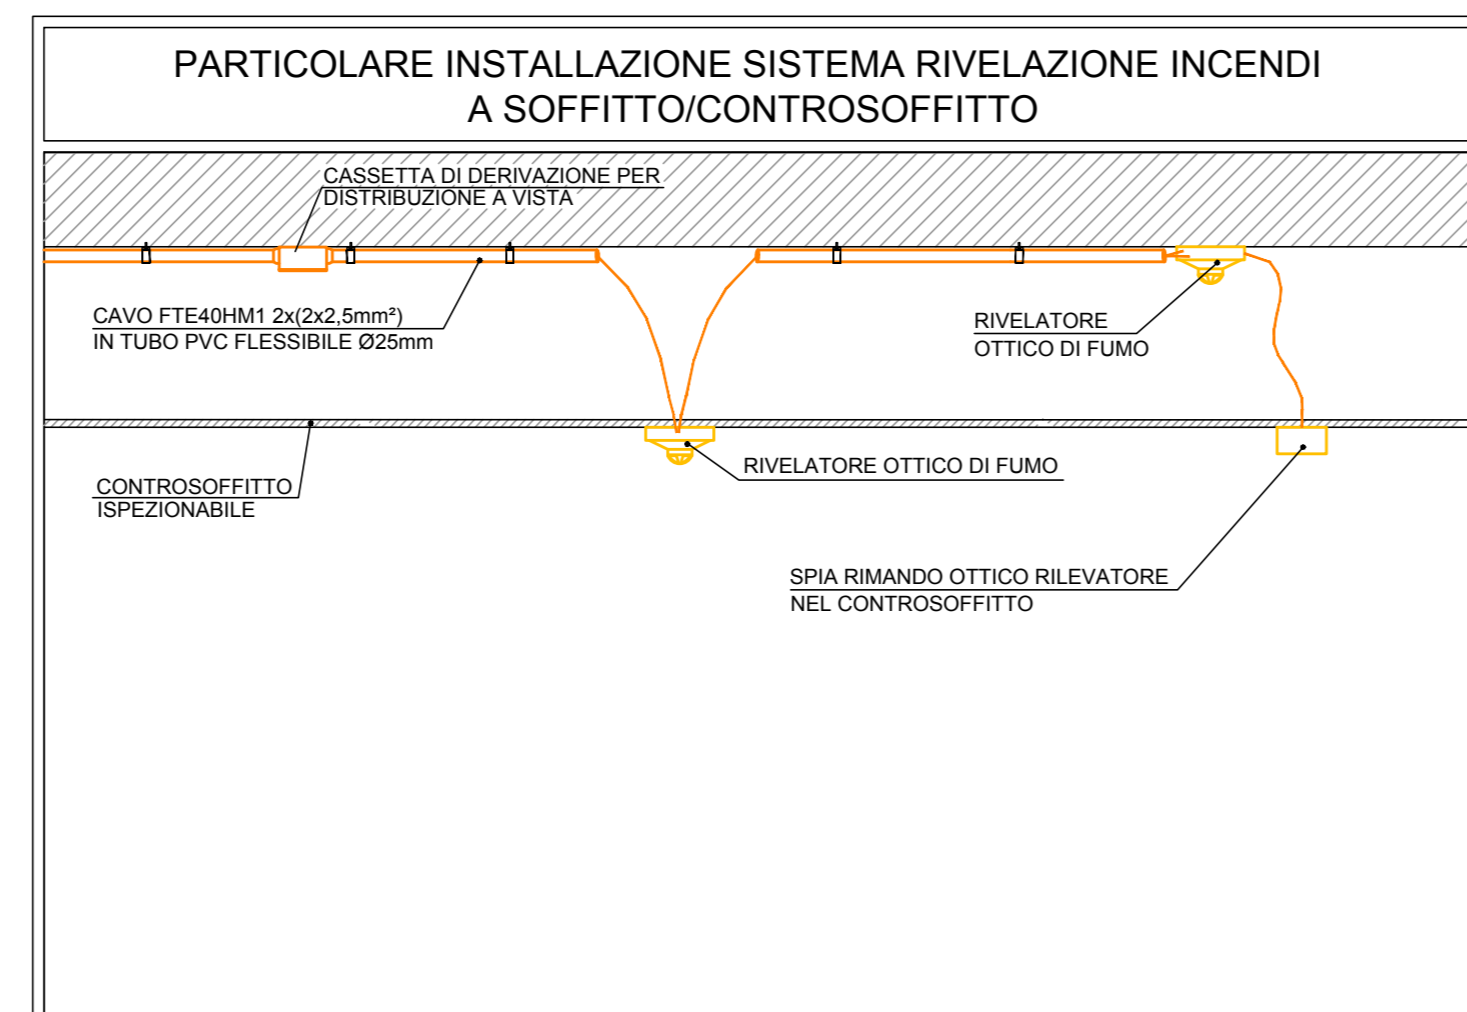 PARTICOLARE INSTALLAZIONE SISTEMA RIVELAZIONE INCENDI
A SOFFITTO/CONTROSOFFITTO
CASSETTA DI DERIVAZIONE PER
DISTRIBUZIONE A VISTA
CAVO FTE40HM1 2x(2x2,5mm²)
IN TUBO PVC FLESSIBILE Ø25mm
RIVELATORE
OTTICO DI FUMO
CONTROSOFFITTO
ISPEZIONABILE
RIVELATORE OTTICO DI FUMO
SPIA RIMANDO OTTICO RILEVATORE
NEL CONTROSOFFITTO